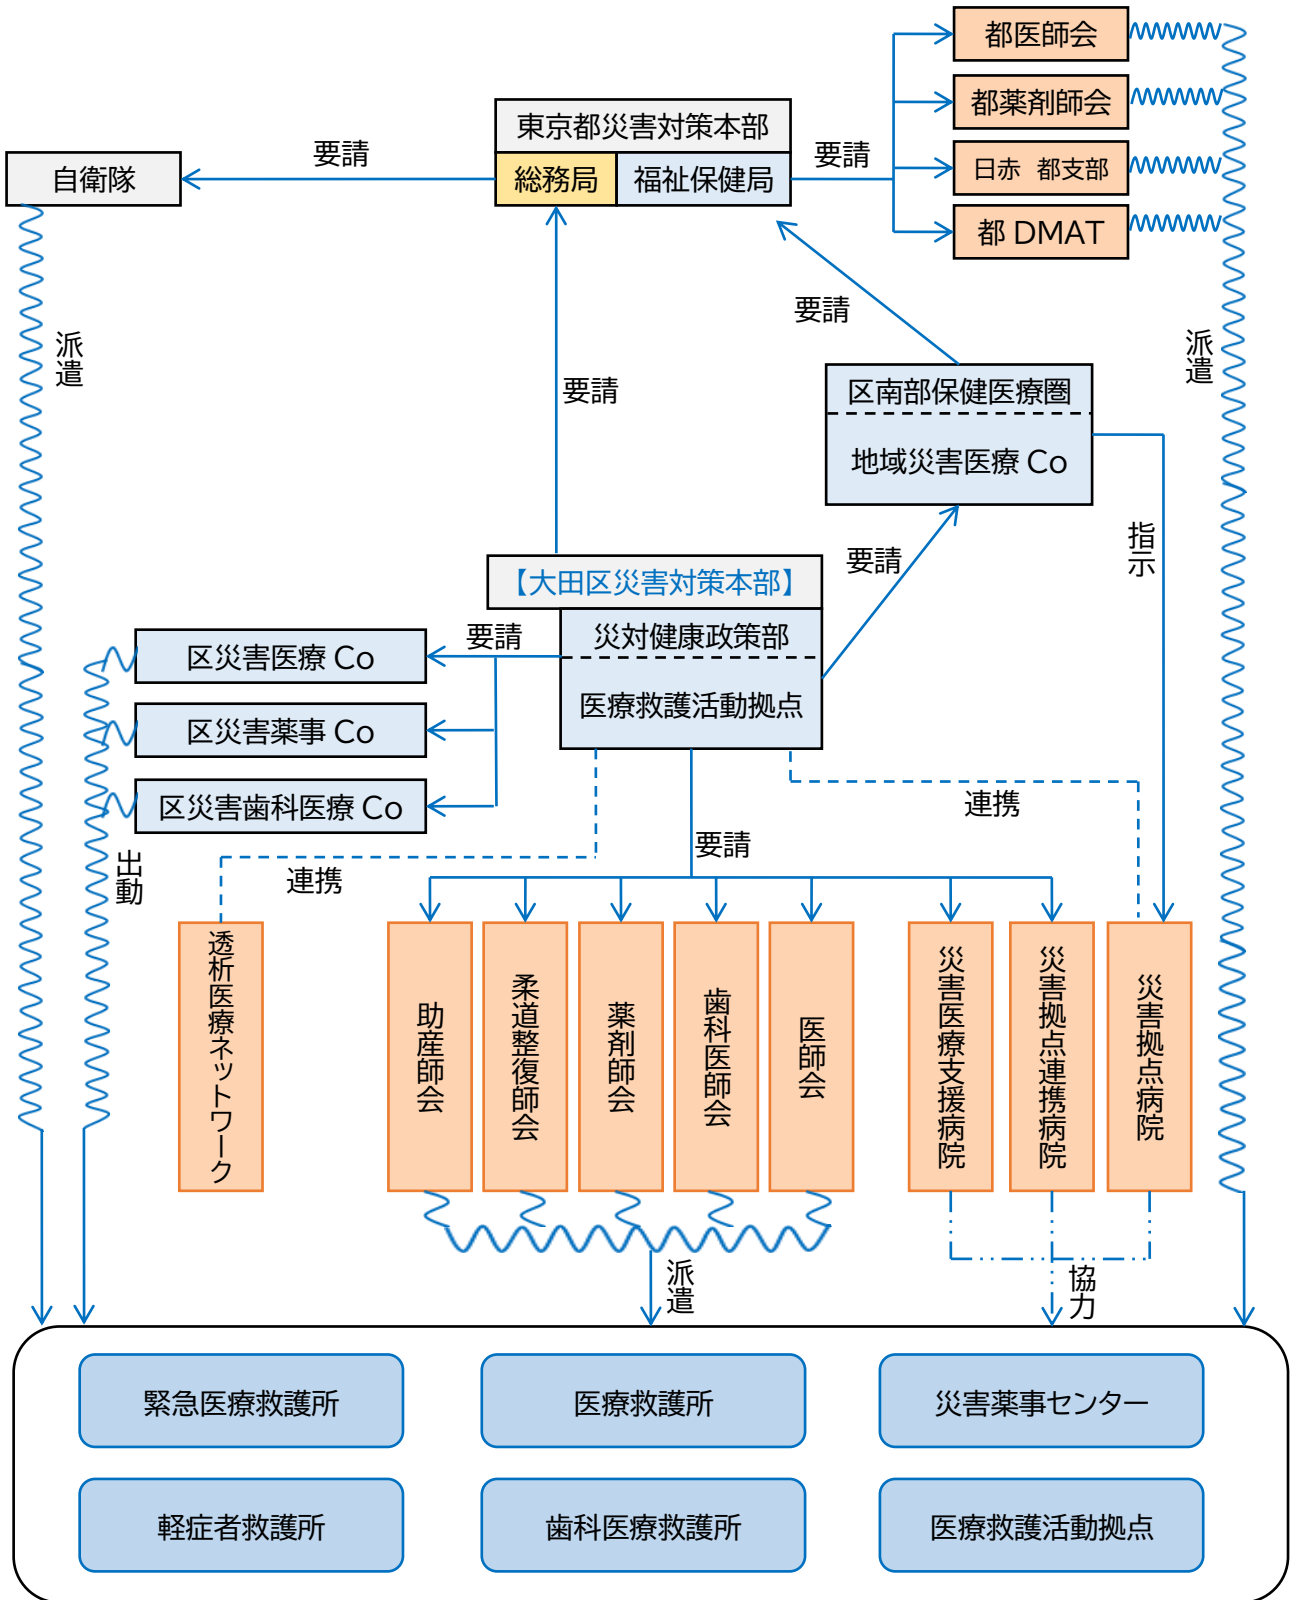 都医師会
都薬剤師会
日赤　都支部
都 DMAT
東京都災害対策本部
総務局
福祉保健局
要請
要請
自衛隊
派遣
要請
要請
派遣
区南部保健医療圏
地域災害医療 Co
指示
要請
【大田区災害対策本部】
災対健康政策部
医療救護活動拠点
要請
区災害医療 Co
区災害薬事 Co
区災害歯科医療 Co
出動
連携
要請
連携
透析医療ネットワーク
助産師会
柔道整復師会
薬剤師会
歯科医師会
医師会
災害医療支援病院
災害拠点連携病院
災害拠点病院
派遣
協力
緊急医療救護所
医療救護所
災害薬事センター
軽症者救護所
歯科医療救護所
医療救護活動拠点